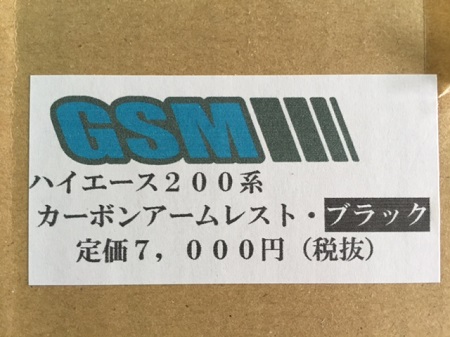 GSM
ハイエース２００系
カーボンアームレスト・ブラック
定価７，０００円（税抜）